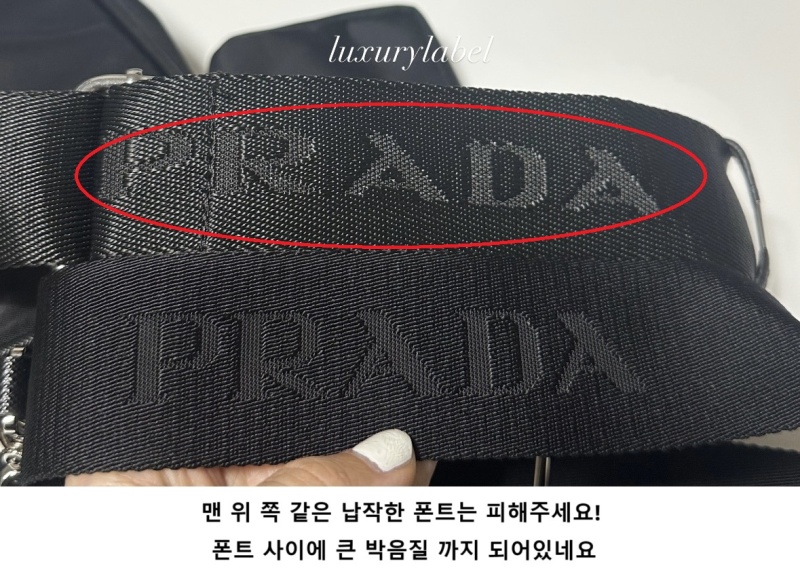 luxurylabel
PRADA
PRADA
맨 위 쪽 같은 납작한 폰트는 피해주세요!
폰트 사이에 큰 박음질 까지 되어있네요